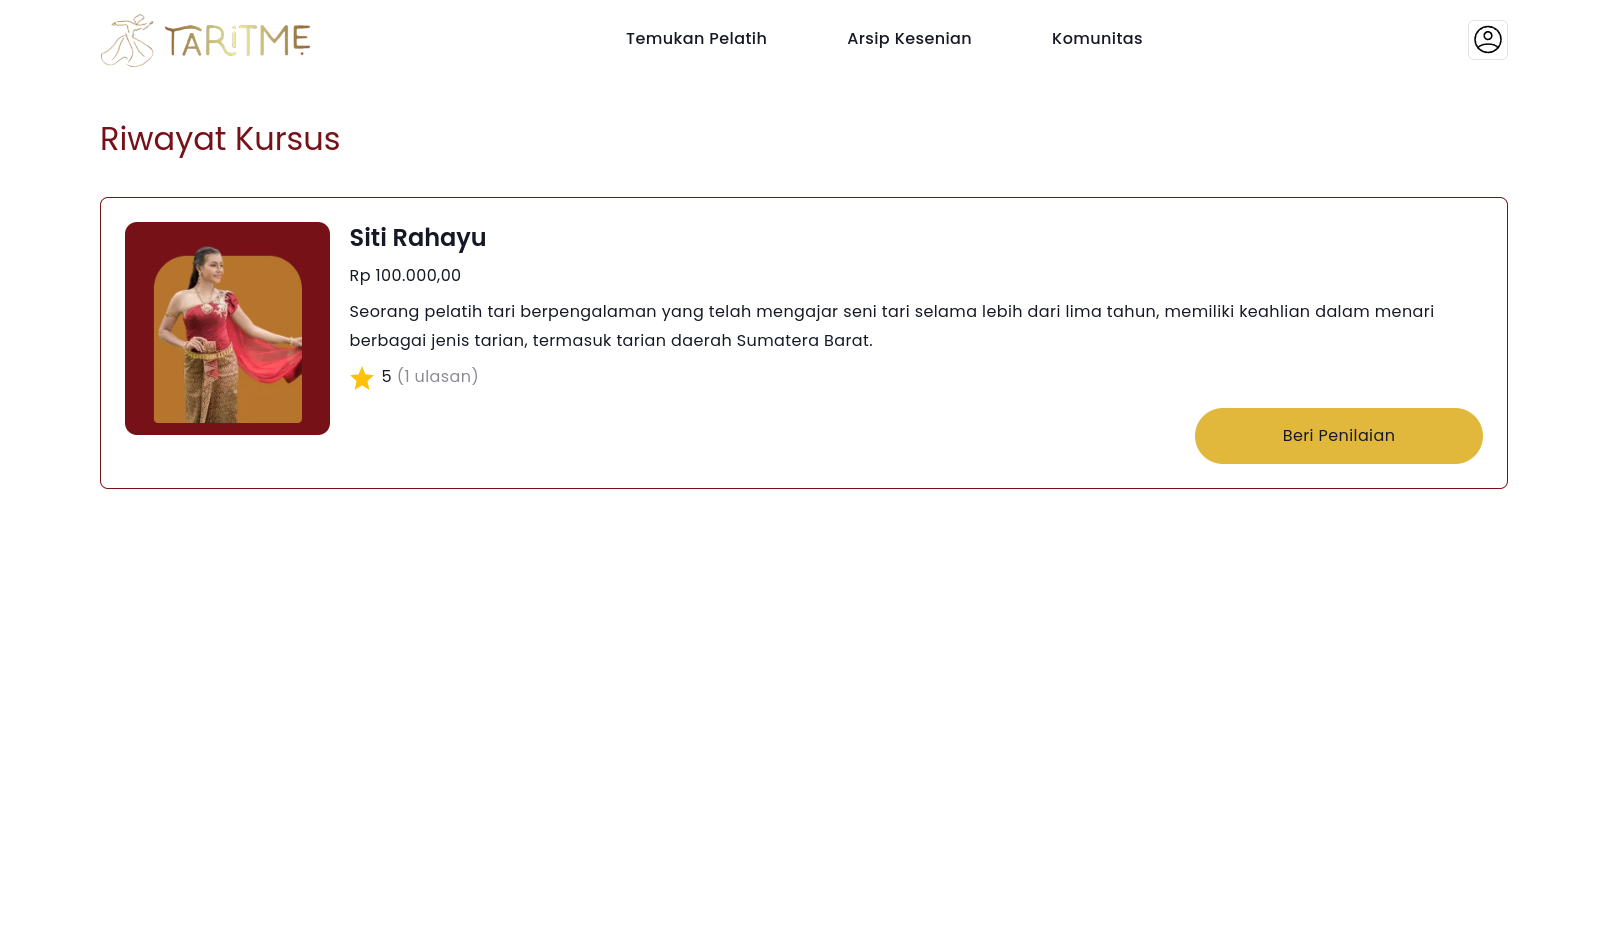 TARITME
Temukan Pelatih
Arsip Kesenian
Komunitas
Riwayat Kursus
Siti Rahayu
Rp 100.000,00
Seorang pelatih tari berpengalaman yang telah mengajar seni tari selama lebih dari lima tahun, memiliki keahlian dalam menari
berbagai jenis tarian, termasuk tarian daerah Sumatera Barat.
5 (1 ulasan)
Beri Penilaian